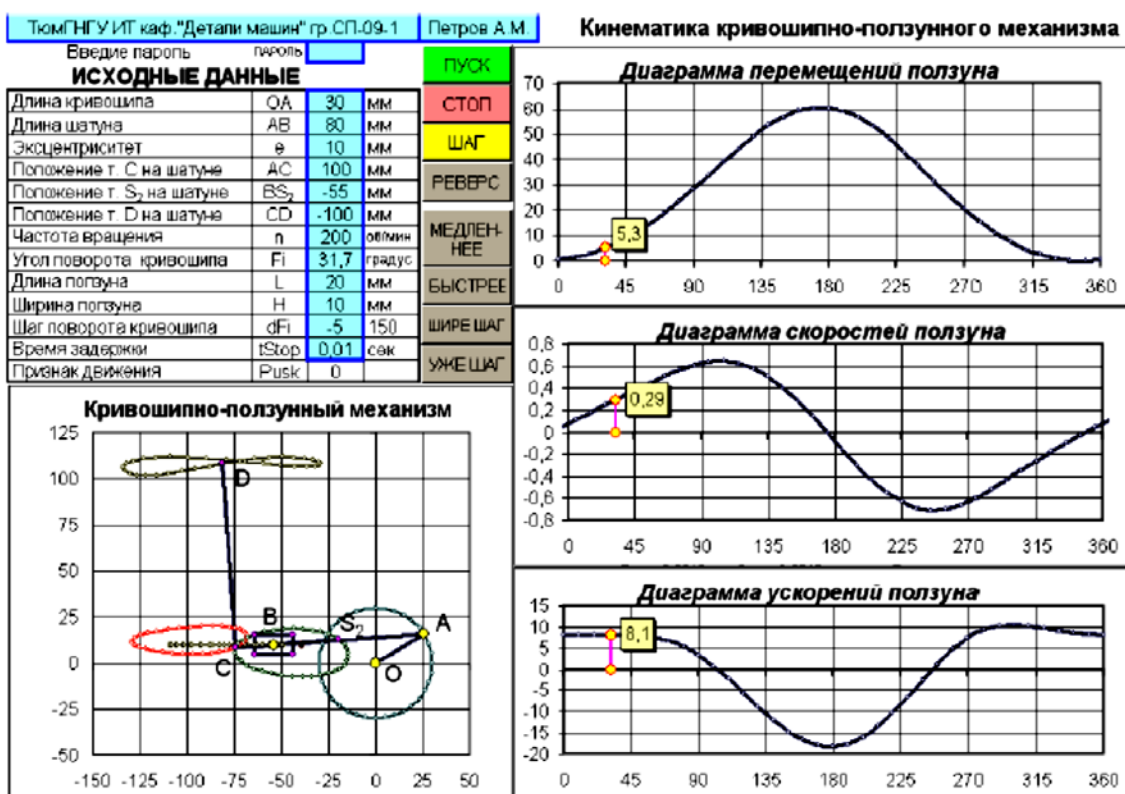 ТюмГНГУ ИТ каф."Детали машин" гр.СП-09-1 Петров А.М.
Введие пароль ПАРОЛЬ
ИСХОДНЫЕ ДАННЫЕ
Длина кривошипа OA 30 мм
Длина шатуна AB 80 мм
Эксцентриситет e 10 мм
Положение т. C на шатуне AC 100 мм
Положение т. S2 на шатуне BS2 -55 мм
Положение т. D на шатуне CD -100 мм
Частота вращения n 200 об/мин
Угол поворота кривошипа Fi 31,7 градус
Длина ползуна L 20 мм
Ширина ползуна H 10 мм
Шаг поворота кривошипа dFi -5 150
Время задержки tStop 0,01 сек
Признак движения Pusk 0
ПУСК
СТОП
ШАГ
РЕВЕРС
МЕДЛЕН-
НЕЕ
БЫСТРЕЕ
ШИРЕ ШАГ
УЖЕ ШАГ
Кинематика кривошипно-ползунного механизма
Диаграмма перемещений ползуна
70
60
50
40
30
20
10
0
5,3
0 45 90 135 180 225 270 315 360
Диаграмма скоростей ползуна
0,8
0,6
0,4
0,2
0
-0,2
-0,4
-0,6
-0,8
0,29
0 45 90 135 180 225 270 315 360
Диаграмма ускорений ползуна
15
10
5
0
-5
-10
-15
-20
8,1
0 45 90 135 180 225 270 315 360
Кривошипно-ползунный механизм
125
100
75
50
25
0
-25
-50
D
B
S2
A
C
O
-150 -125 -100 -75 -50 -25 0 25 50